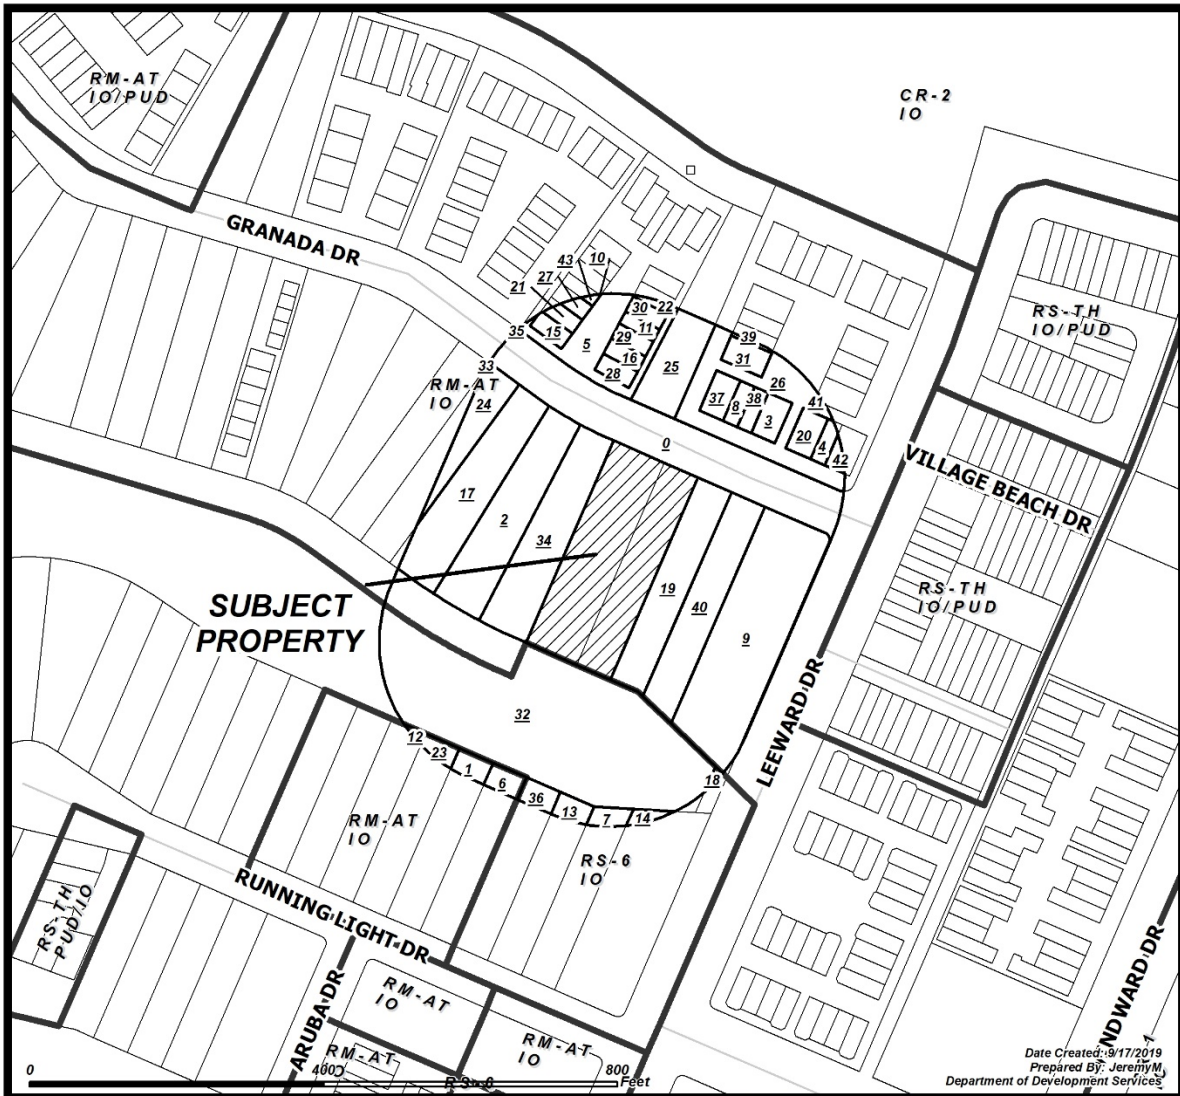 RM-AT
IO/PUD
CR-2
IO
GRANADA DR
RS-TH
IO/PUD
43
10
27
21
30
22
35
15
5
29
11
16
28
25
39
31
26
33
RM-AT
IO
24
37
8
38
3
41
20
4
42
0
VILLAGE BEACH DR
17
2
34
19
40
9
RS-TH
IO/PUD
SUBJECT
PROPERTY
32
LEEWARD DR
12
23
1
6
36
13
7
14
18
RM-AT
IO
RS-6
IO
RUNNING LIGHT DR
RS-TH
PUD/IO
ARUBA DR
RM-AT
IO
RM-AT
IO
RM-AT
NDWARD DR
Date Created: 9/17/2019
Prepared By: JeremyM
Department of Development Services
0
400
800
Feet
RS-6